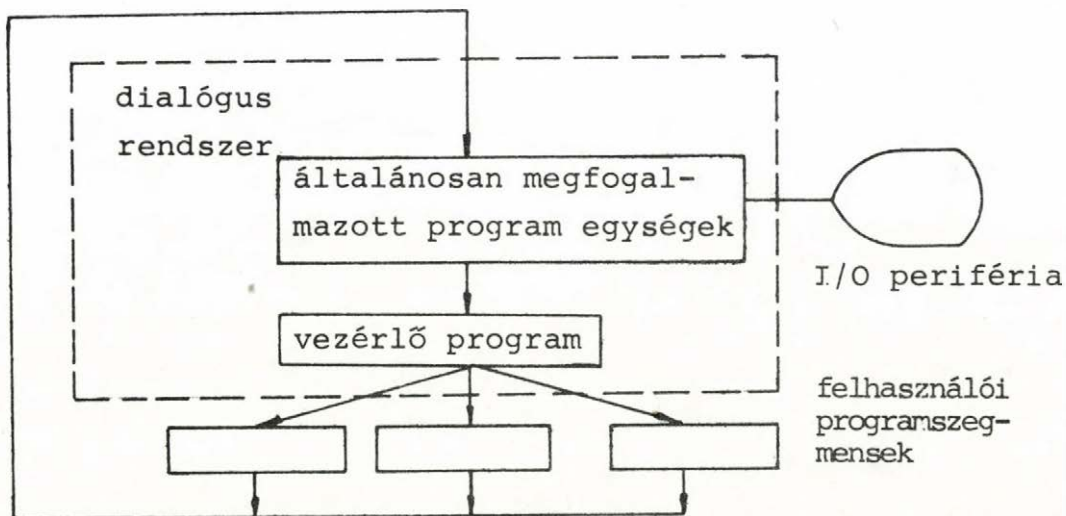 dialógus
rendszer
általánosan megfogal-
mazott program egységek
I/O periféria
vezérlő program
felhasználói
programszeg-
mensek